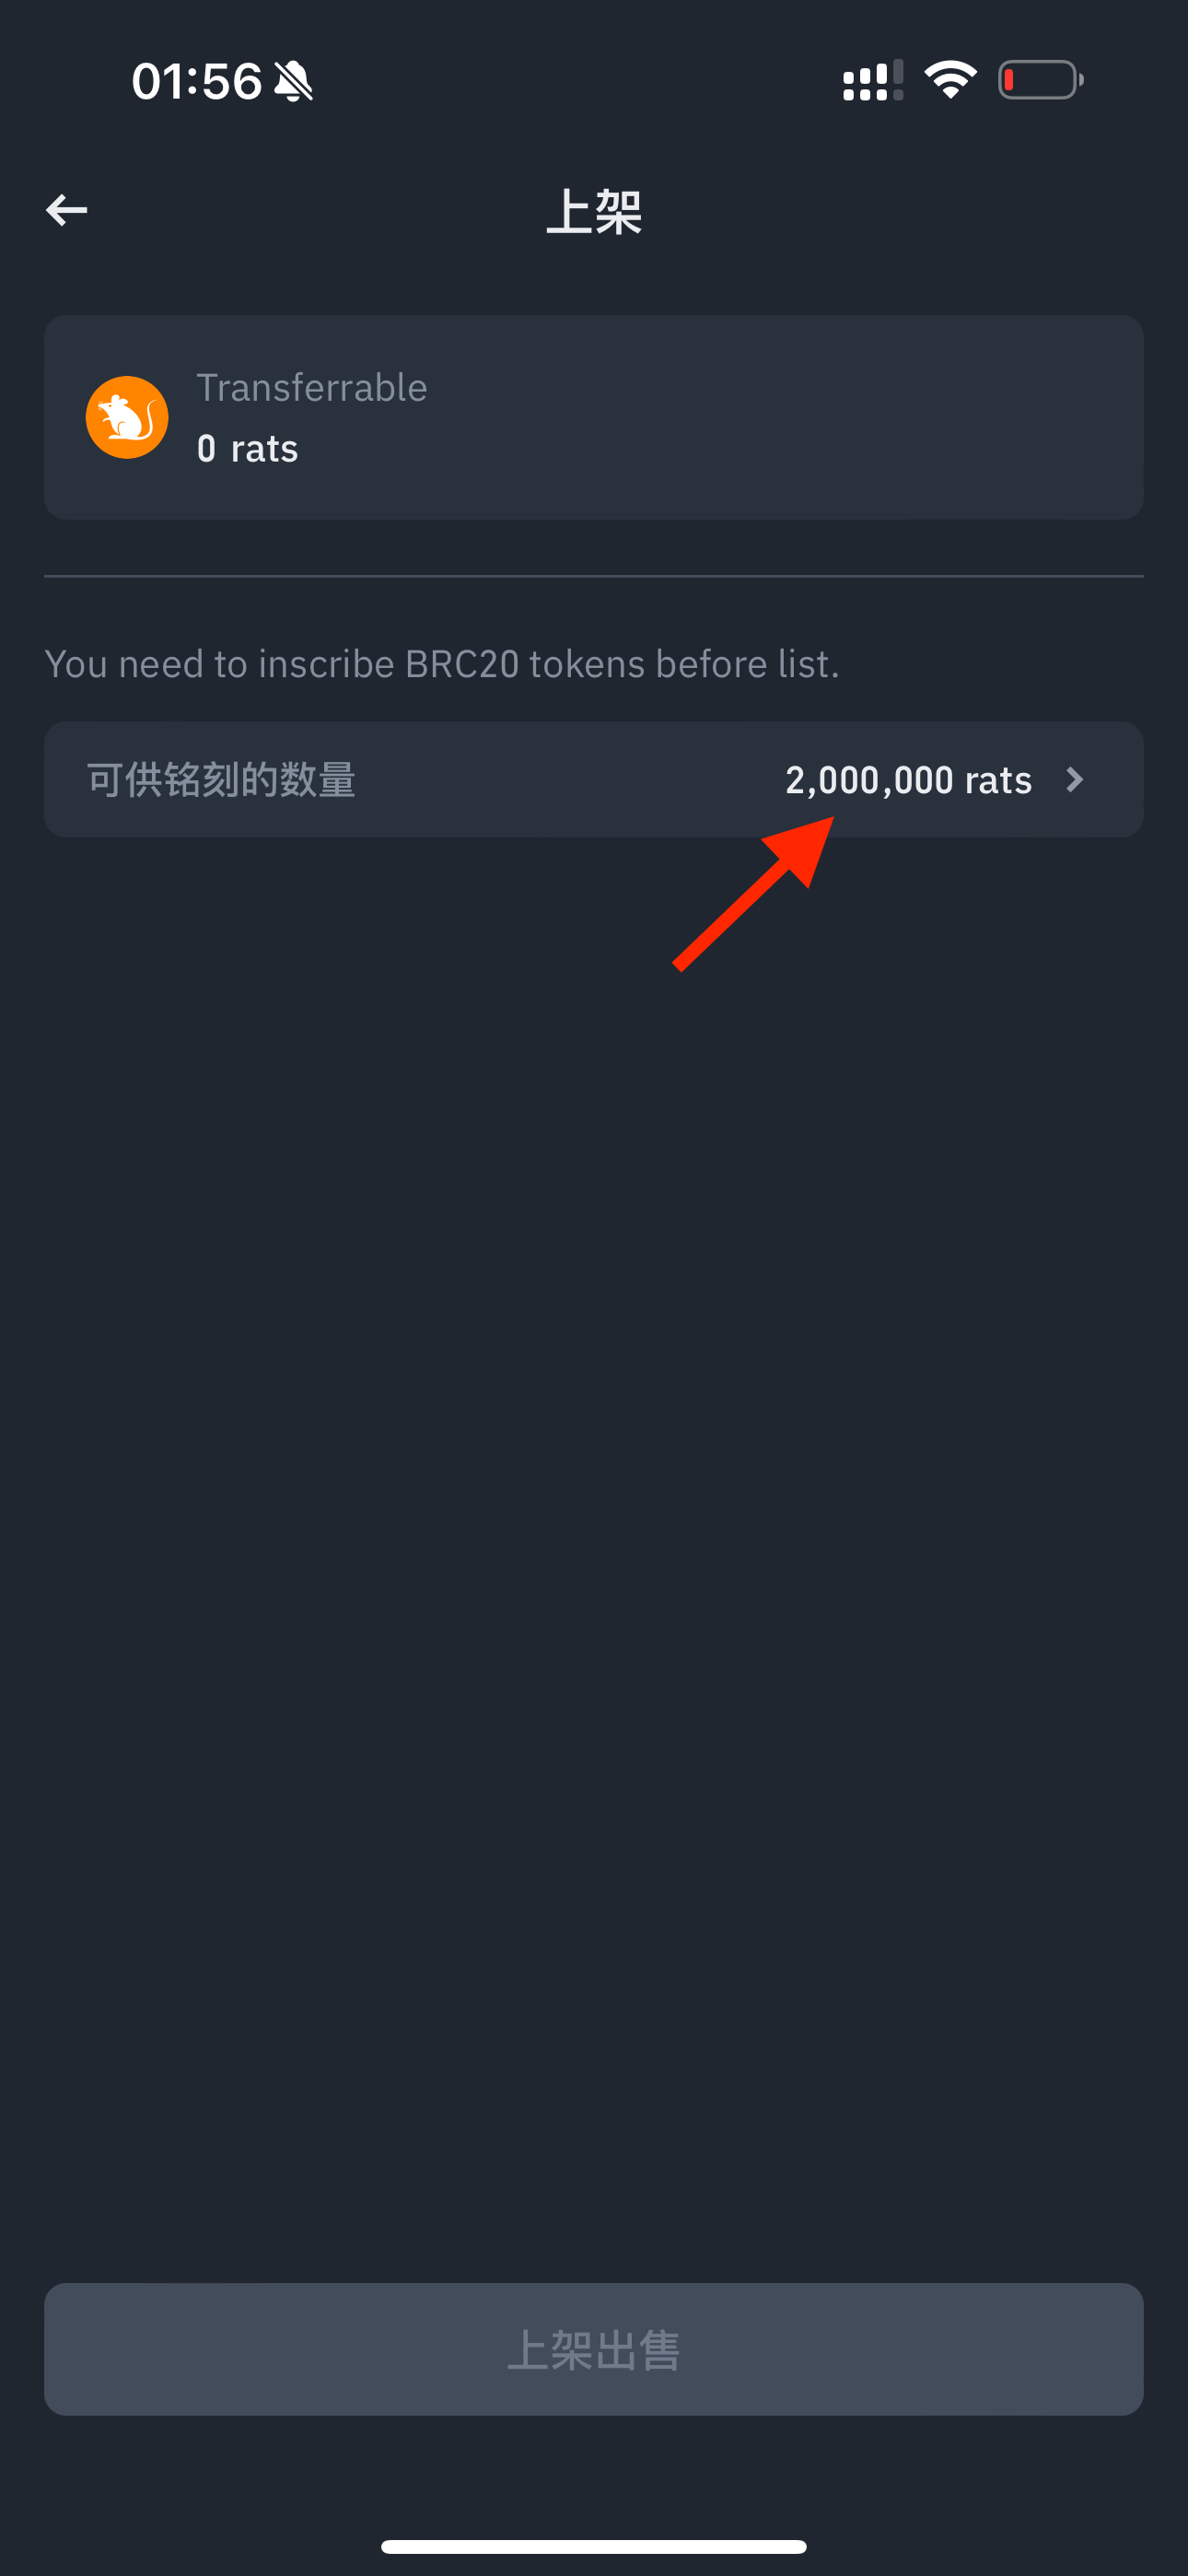 01:56
上架
Transferrable
0 rats
You need to inscribe BRC20 tokens before list.
可供铭刻的数量 2,000,000 rats
上架出售